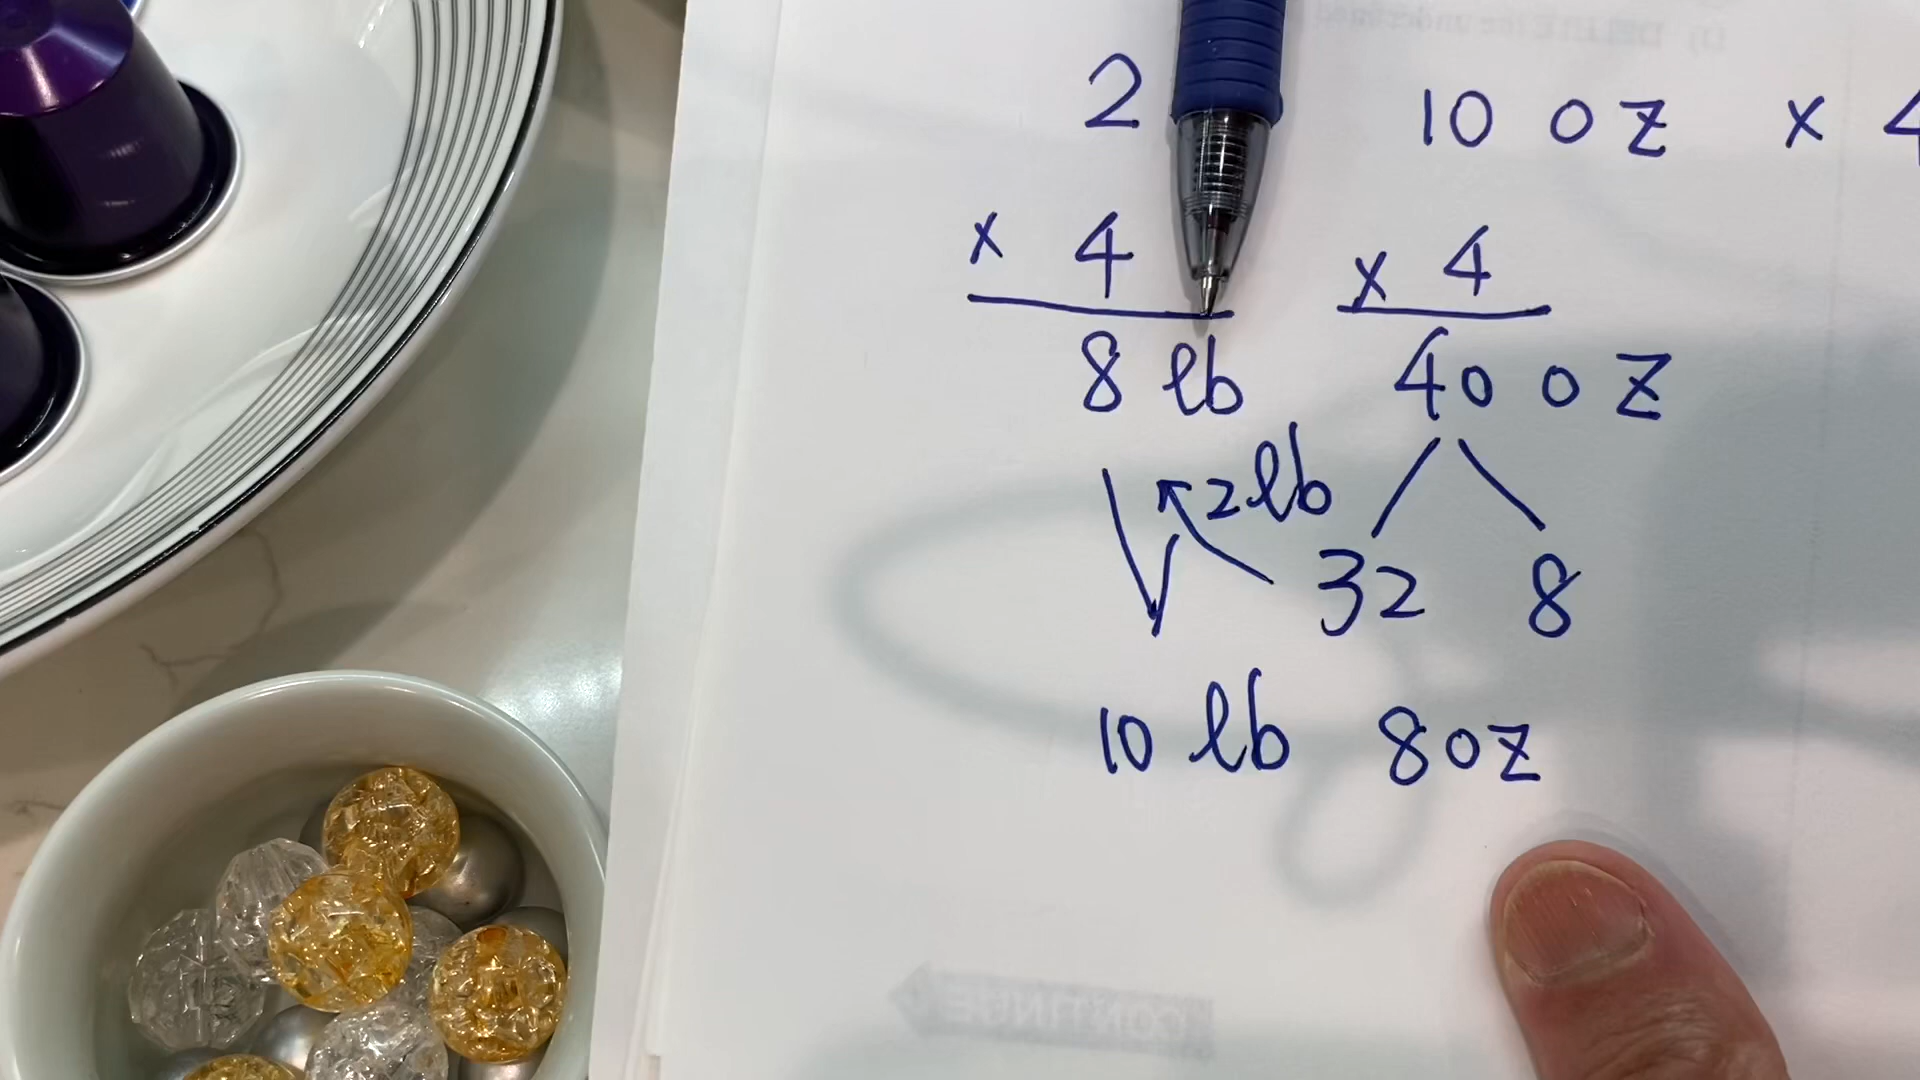 2 10 oz × 4
× 4 × 4
8 lb 40 oz
2 lb
32 8
10 lb 8 oz